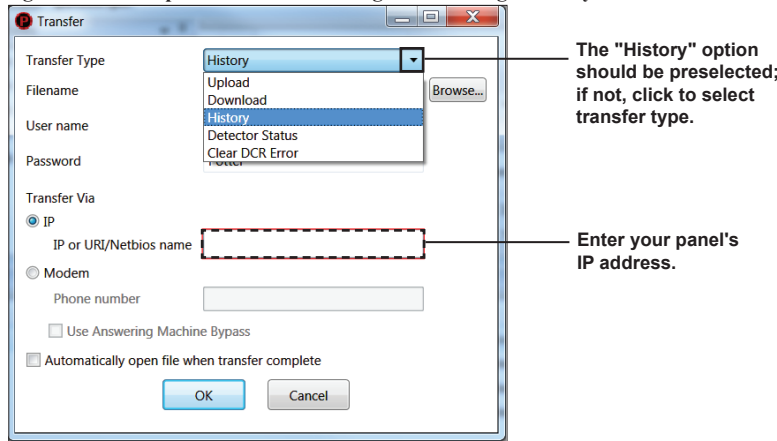 Transfer
Transfer Type
History
The "History" option
should be preselected;
if not, click to select
transfer type.
Upload
Download
History
Detector Status
Clear DCR Error
Filename
Browse...
User name
Password
Transfer Via
IP
IP or URI/Netbios name
Enter your panel's
IP address.
Modem
Phone number
Use Answering Machine Bypass
Automatically open file when transfer complete
OK
Cancel